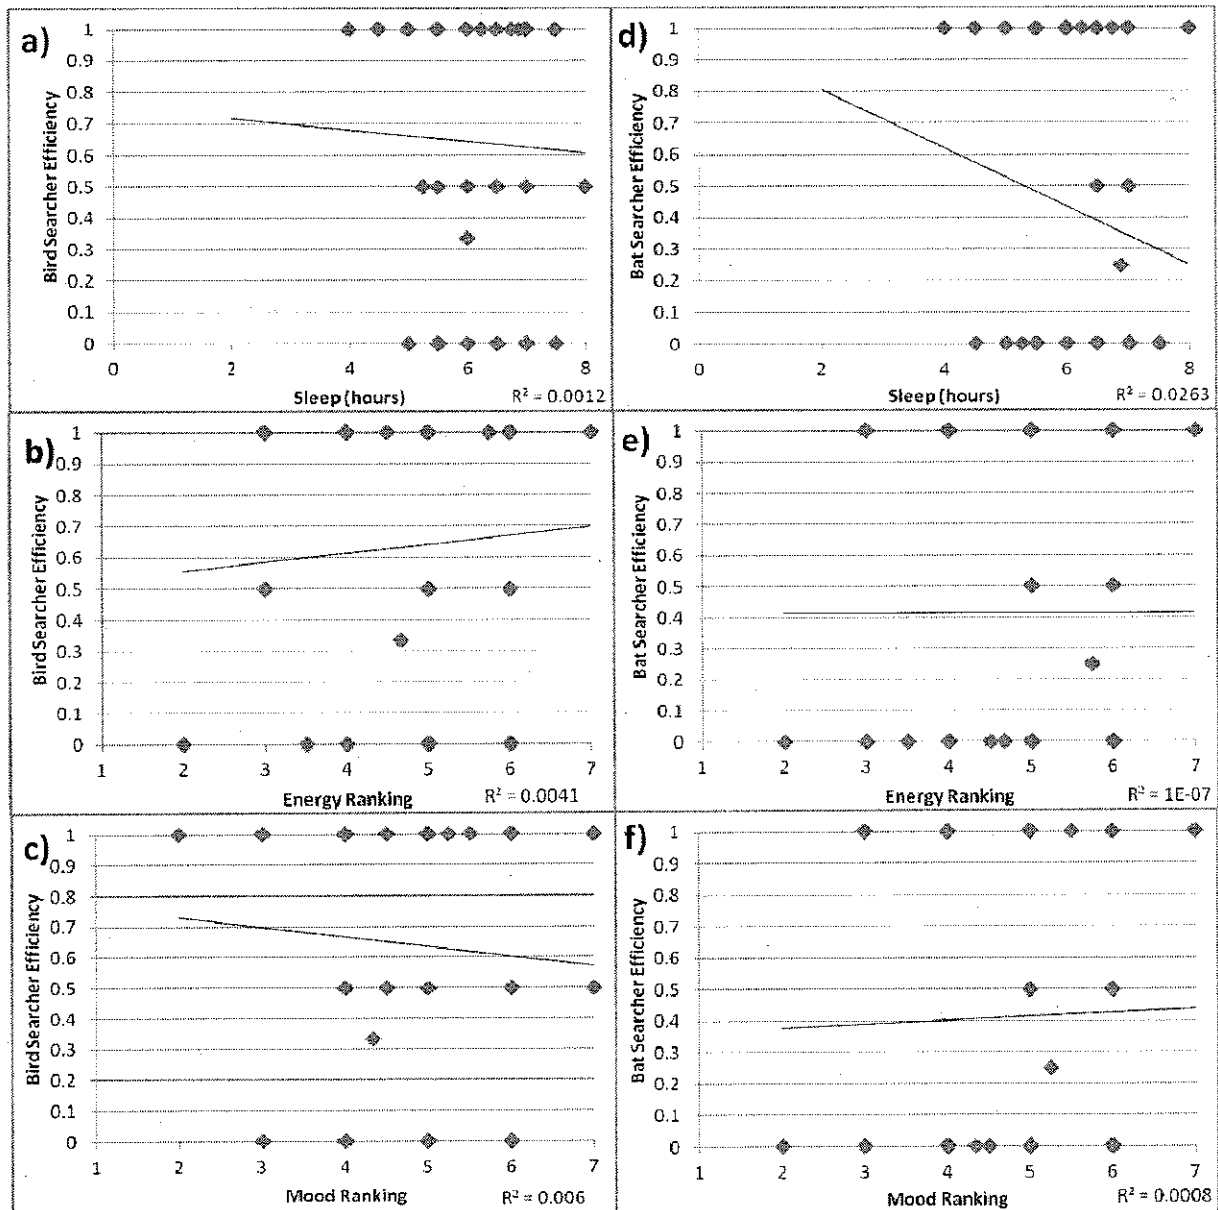 a)
Bird Searcher Efficiency
1
0.9
0.8
0.7
0.6
0.5
0.4
0.3
0.2
0.1
0
0 2 4 6 8
Sleep (hours)
R² = 0.0012
d)
Bat Searcher Efficiency
1
0.9
0.8
0.7
0.6
0.5
0.4
0.3
0.2
0.1
0
0 2 4 6 8
Sleep (hours)
R² = 0.0263
b)
Bird Searcher Efficiency
1
0.9
0.8
0.7
0.6
0.5
0.4
0.3
0.2
0.1
0
1 2 3 4 5 6 7
Energy Ranking
R² = 0.0041
e)
Bat Searcher Efficiency
1
0.9
0.8
0.7
0.6
0.5
0.4
0.3
0.2
0.1
0
1 2 3 4 5 6 7
Energy Ranking
R² = 1E-07
c)
Bird Searcher Efficiency
1
0.9
0.8
0.7
0.6
0.5
0.4
0.3
0.2
0.1
0
1 2 3 4 5 6 7
Mood Ranking
R² = 0.006
f)
Bat Searcher Efficiency
1
0.9
0.8
0.7
0.6
0.5
0.4
0.3
0.2
0.1
0
1 2 3 4 5 6 7
Mood Ranking
R² = 0.0008